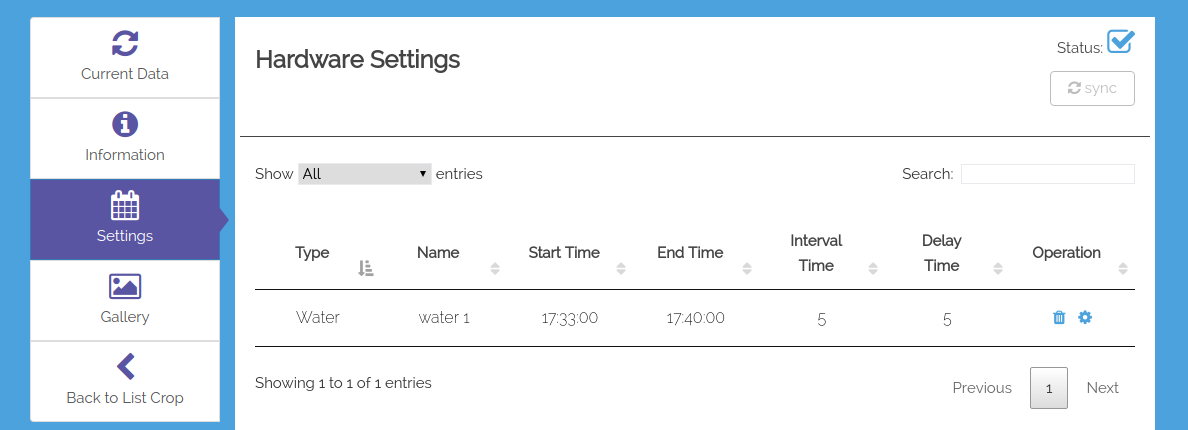 Current Data
Information
Settings
Gallery
Back to List Crop
Hardware Settings
Status:
sync
Show All entries
Search:
Type Name Start Time End Time Interval Time Delay Time Operation
Water water 1 17:33:00 17:40:00 5 5
Showing 1 to 1 of 1 entries
Previous 1 Next